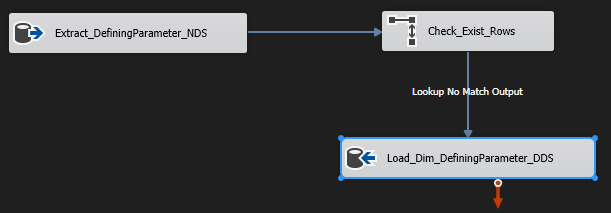 Extract_DefiningParameter_NDS
Check_Exist_Rows
Lookup No Match Output
Load_Dim_DefiningParameter_DDS